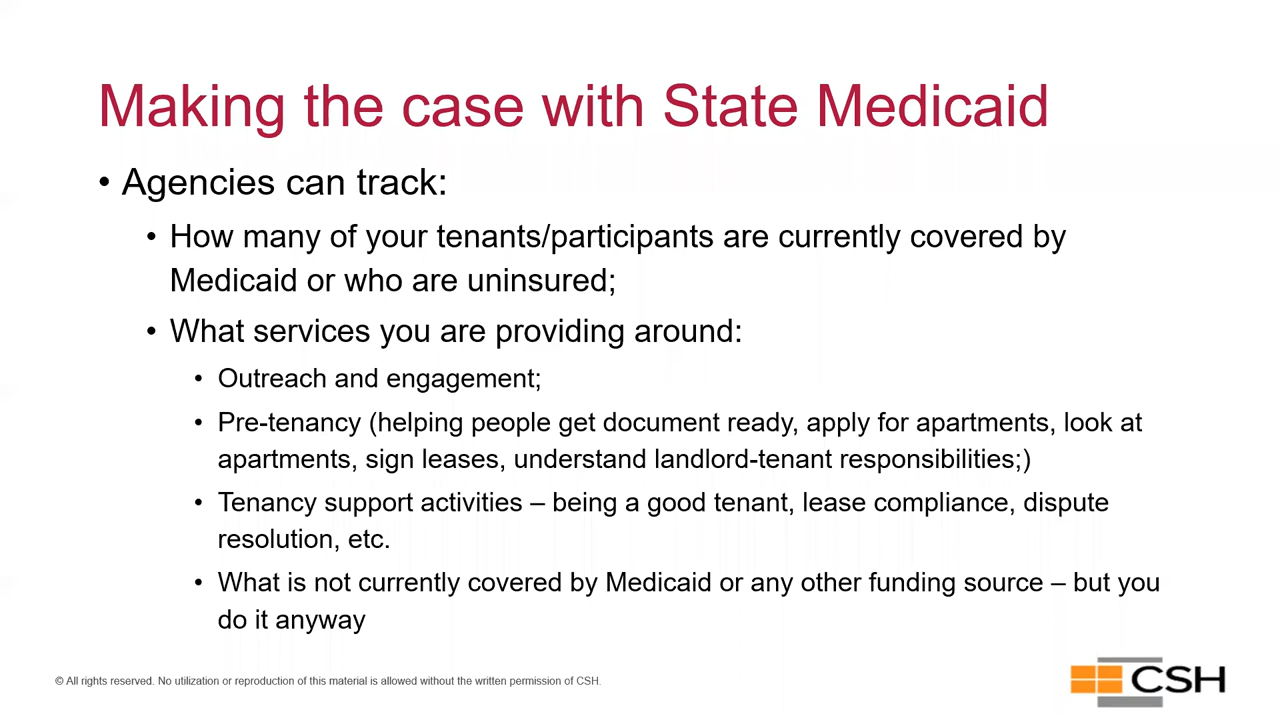 Making the case with State Medicaid
• Agencies can track:
• How many of your tenants/participants are currently covered by
Medicaid or who are uninsured;
• What services you are providing around:
• Outreach and engagement;
• Pre-tenancy (helping people get document ready, apply for apartments, look at
apartments, sign leases, understand landlord-tenant responsibilities;)
• Tenancy support activities – being a good tenant, lease compliance, dispute
resolution, etc.
• What is not currently covered by Medicaid or any other funding source – but you
do it anyway
© All rights reserved. No utilization or reproduction of this material is allowed without the written permission of CSH.
CSH